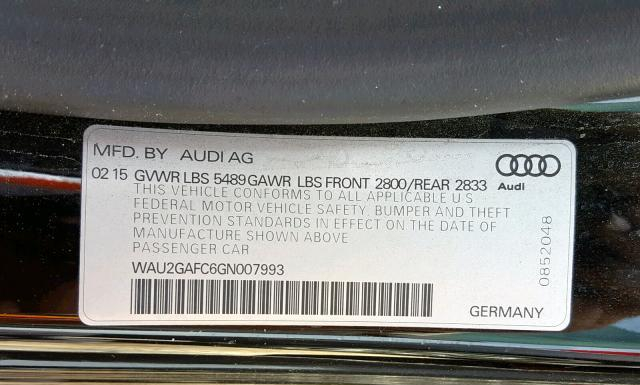 MFD. BY AUDI AG
02 15 GVWR LBS 5489 GAWR LBS FRONT 2800/REAR 2833
THIS VEHICLE CONFORMS TO ALL APPLICABLE U S
FEDERAL MOTOR VEHICLE SAFETY, BUMPER AND THEFT
PREVENTION STANDARDS IN EFFECT ON THE DATE OF
MANUFACTURE SHOWN ABOVE
PASSENGER CAR
WAU2GAFC6GN007993
Audi
0852048
GERMANY